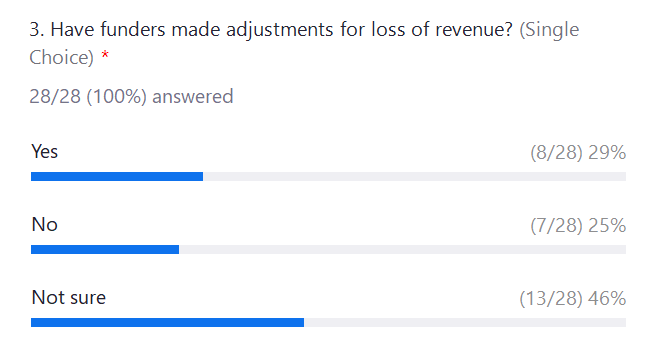 3. Have funders made adjustments for loss of revenue? (Single
Choice) *
28/28 (100%) answered
Yes (8/28) 29%
No (7/28) 25%
Not sure (13/28) 46%